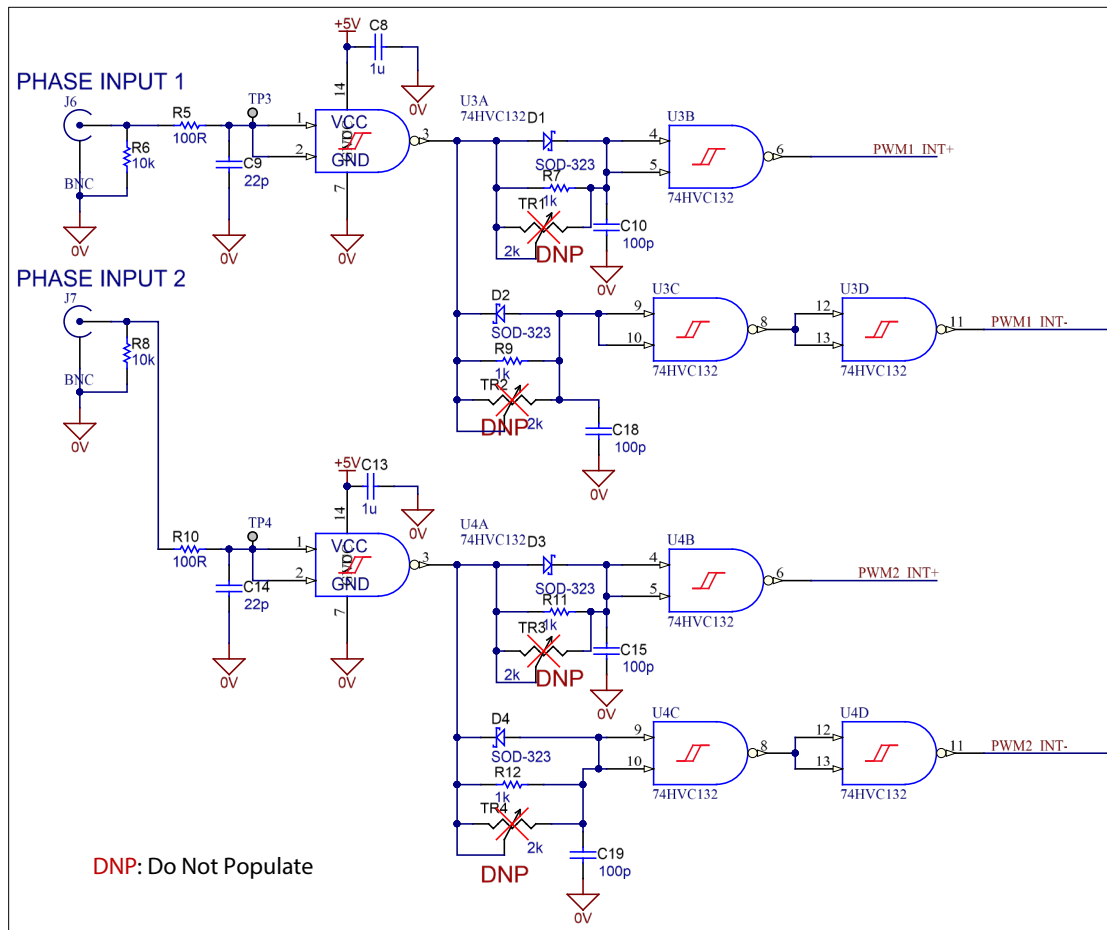 +5V
C8
1u
0V
PHASE INPUT 1
J6
BNC
R6
10k
0V
R5
100R
TP3
C9
22p
0V
14
1
2
VCC
GND
3
7
0V
U3A
74HVC132
D1
SOD-323
R7
1k
TR1
2k
DNP
C10
100p
0V
U3B
4
5
6
74HVC132
PWM1_INT+
D2
SOD-323
R9
1k
TR2
2k
DNP
C18
100p
0V
U3C
9
10
8
74HVC132
U3D
12
13
11
74HVC132
PWM1_INT-
PHASE INPUT 2
J7
BNC
R8
10k
0V
R10
100R
TP4
C14
22p
0V
+5V
C13
1u
0V
14
1
2
VCC
GND
3
7
0V
U4A
74HVC132
D3
SOD-323
R11
1k
TR3
2k
DNP
C15
100p
0V
U4B
4
5
6
74HVC132
PWM2_INT+
D4
SOD-323
R12
1k
TR4
2k
DNP
C19
100p
0V
U4C
9
10
8
74HVC132
U4D
12
13
11
74HVC132
PWM2_INT-
DNP: Do Not Populate